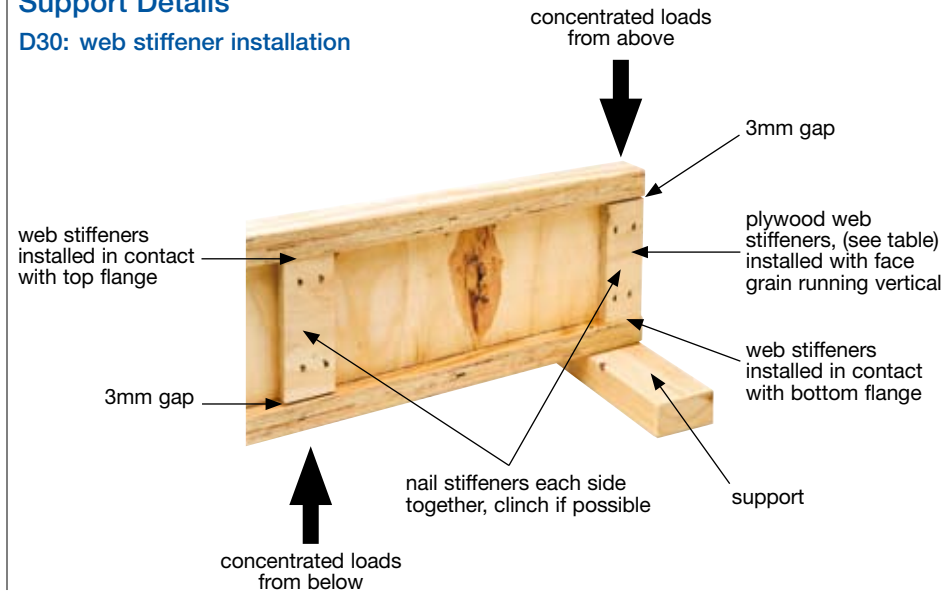 Support Details
D30: web stiffener installation
concentrated loads
from above
3mm gap
web stiffeners
installed in contact
with top flange
plywood web
stiffeners, (see table)
installed with face
grain running vertical
3mm gap
web stiffeners
installed in contact
with bottom flange
nail stiffeners each side
together, clinch if possible
support
concentrated loads
from below